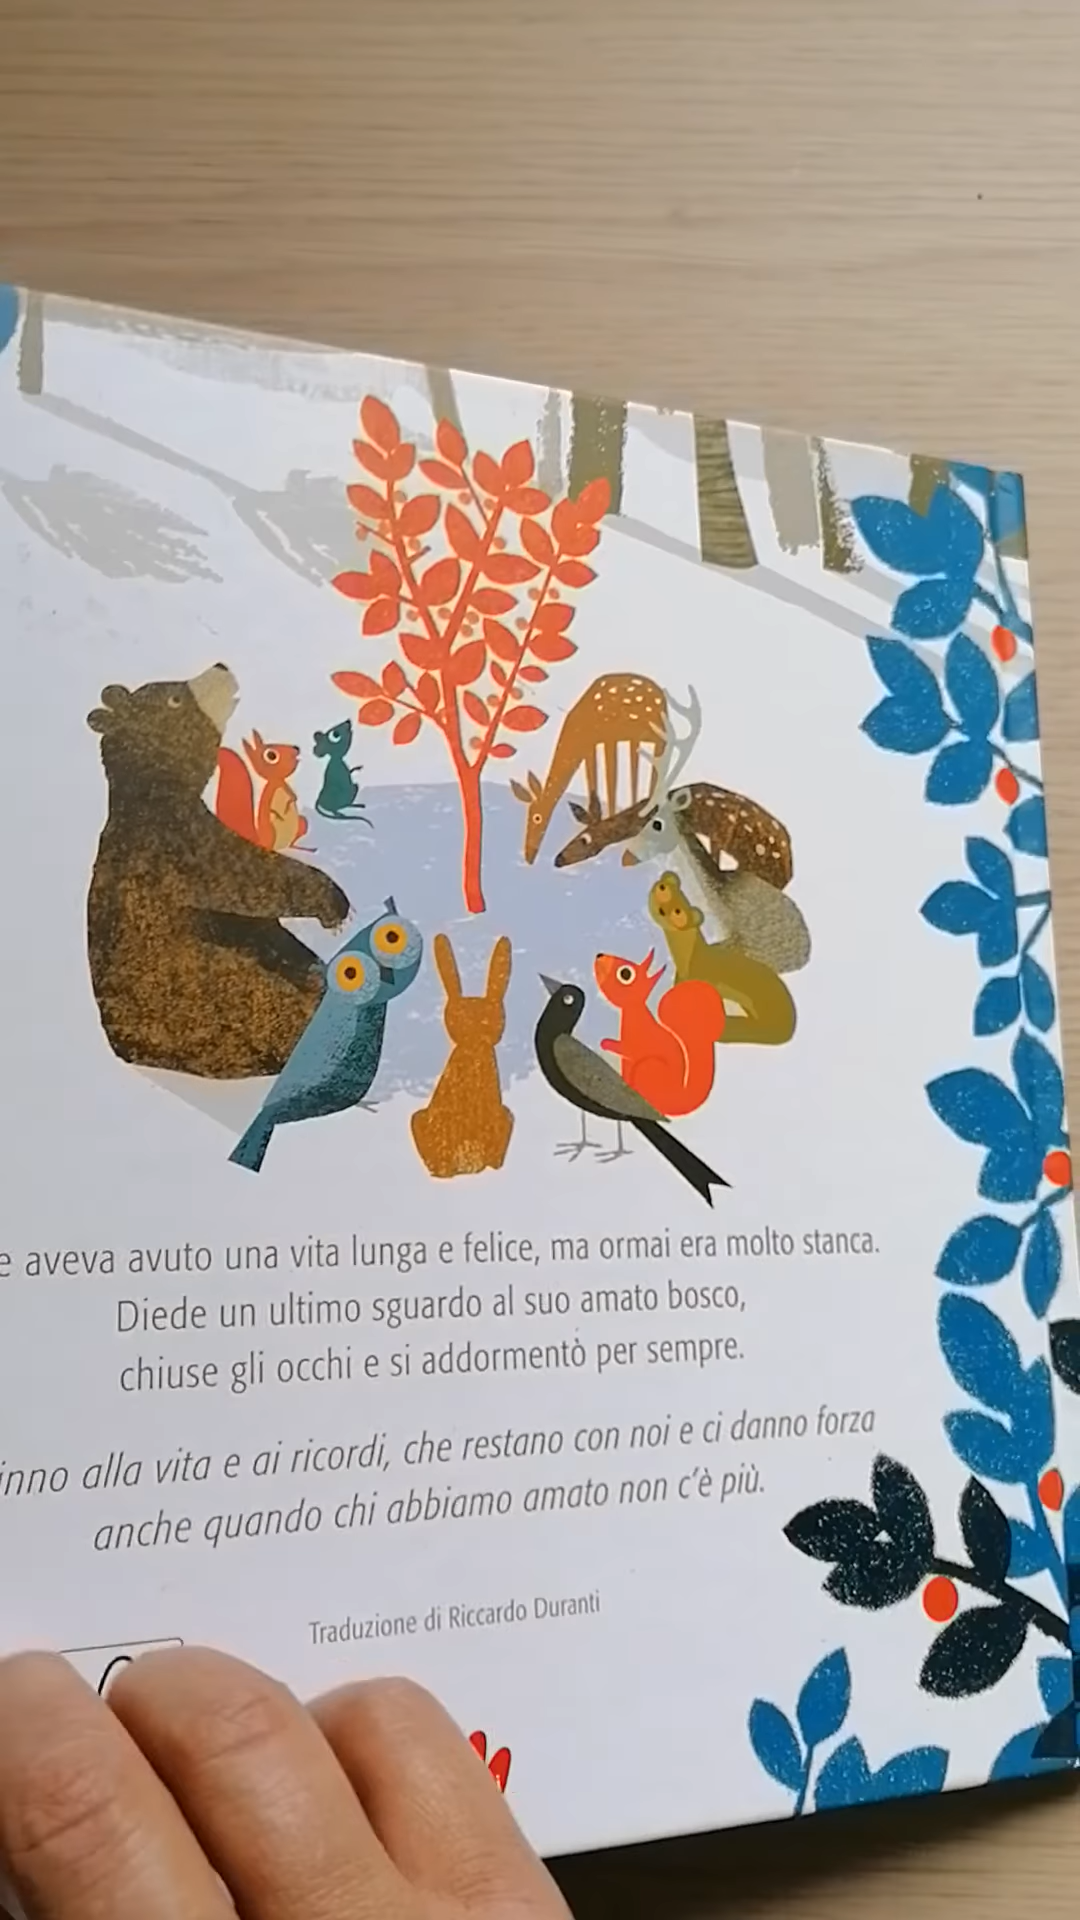 e aveva avuto una vita lunga e felice, ma ormai era molto stanca.
Diede un ultimo sguardo al suo amato bosco,
chiuse gli occhi e si addormentò per sempre.
inno alla vita e ai ricordi, che restano con noi e ci danno forza
anche quando chi abbiamo amato non c'è più.
Traduzione di Riccardo Duranti